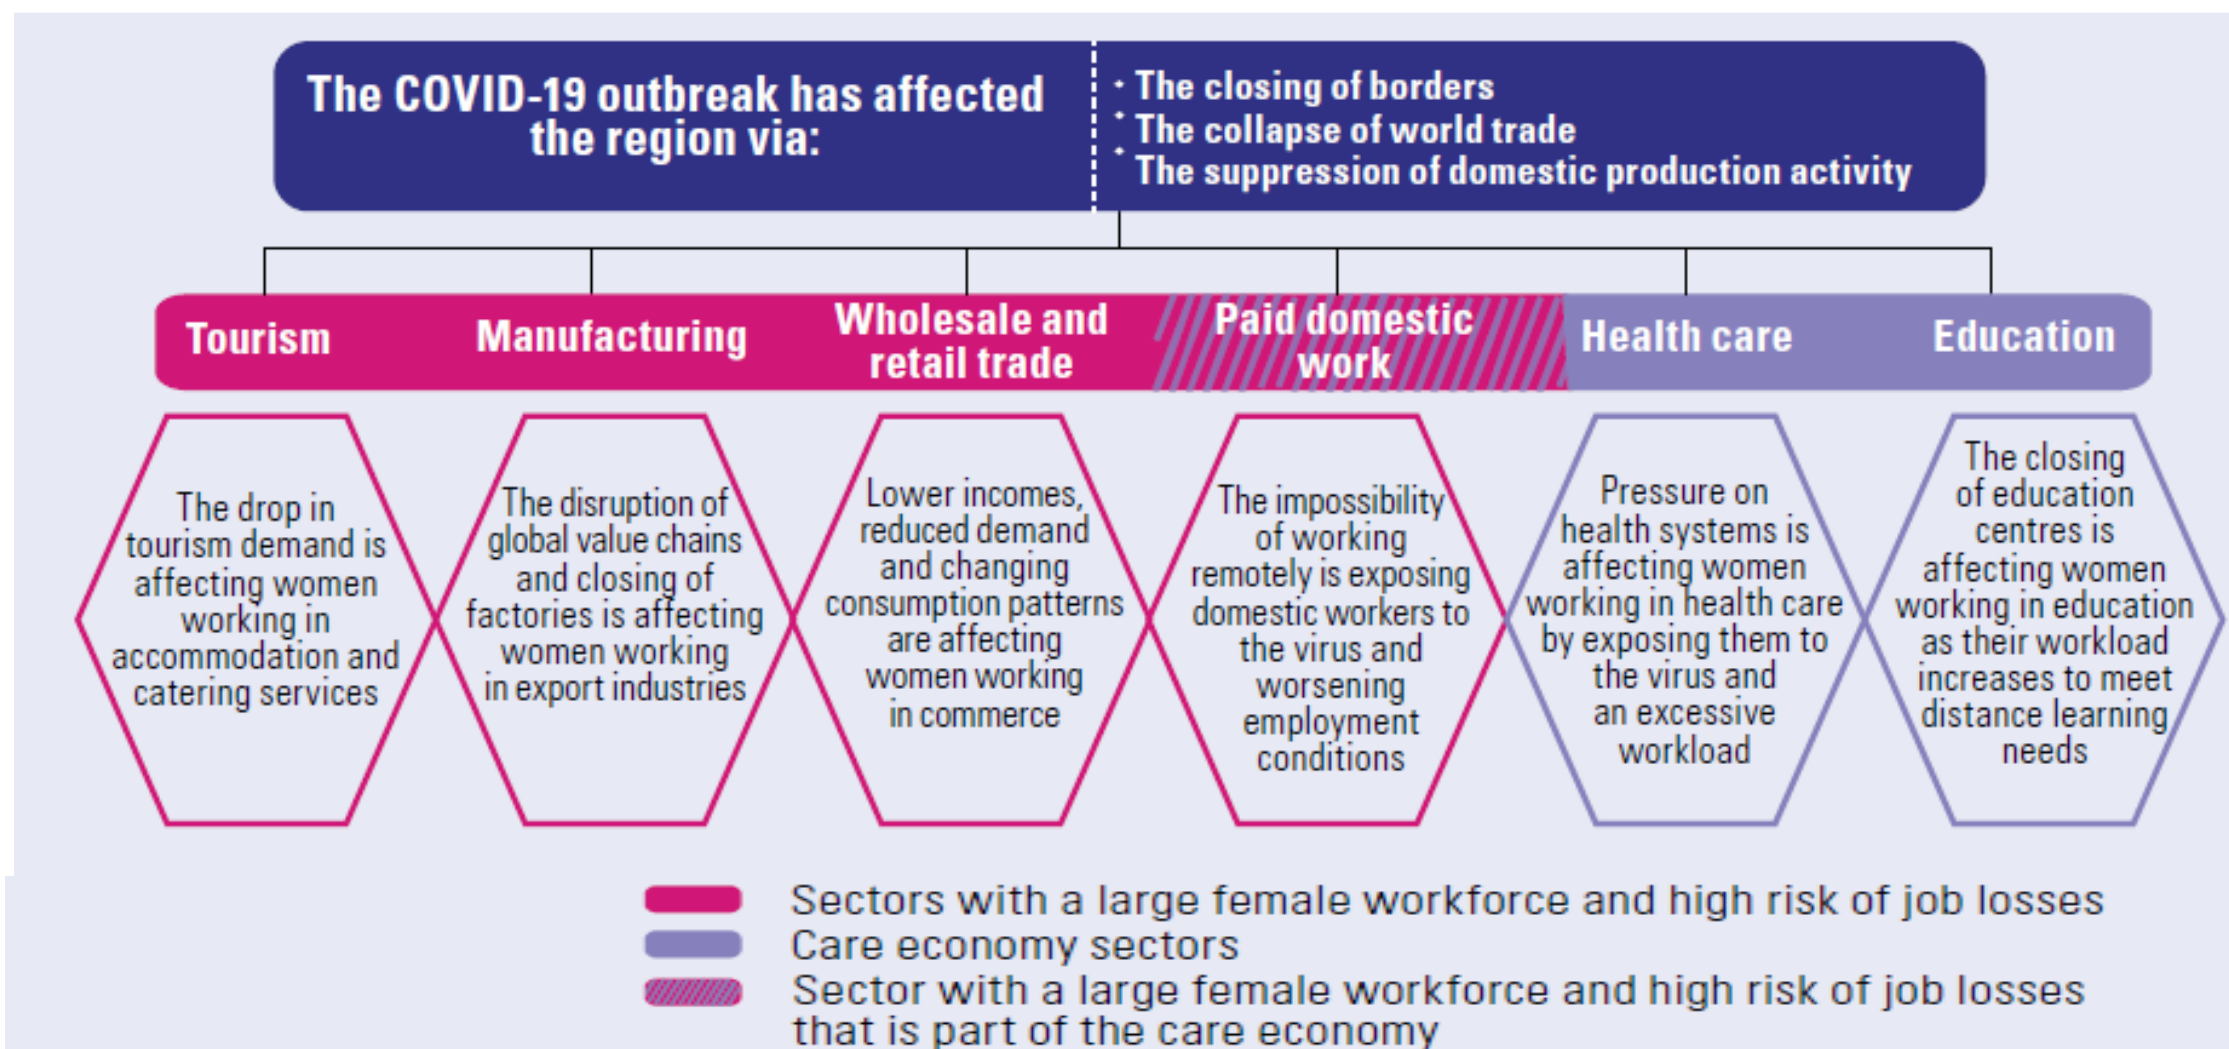 The COVID-19 outbreak has affected
the region via:
· The closing of borders
· The collapse of world trade
· The suppression of domestic production activity
Tourism
Manufacturing
Wholesale and
retail trade
Paid domestic
work
Health care
Education
The drop in
tourism demand is
affecting women
working in
accommodation and
catering services
The disruption of
global value chains
and closing of
factories is affecting
women working
in export industries
Lower incomes,
reduced demand
and changing
consumption patterns
are affecting
women working
in commerce
The impossibility
of working
remotely is exposing
domestic workers to
the virus and
worsening
employment
conditions
Pressure on
health systems is
affecting women
working in health care
by exposing them to
the virus and
an excessive
workload
The closing
of education
centres is
affecting women
working in education
as their workload
increases to meet
distance learning
needs
Sectors with a large female workforce and high risk of job losses
Care economy sectors
Sector with a large female workforce and high risk of job losses
that is part of the care economy